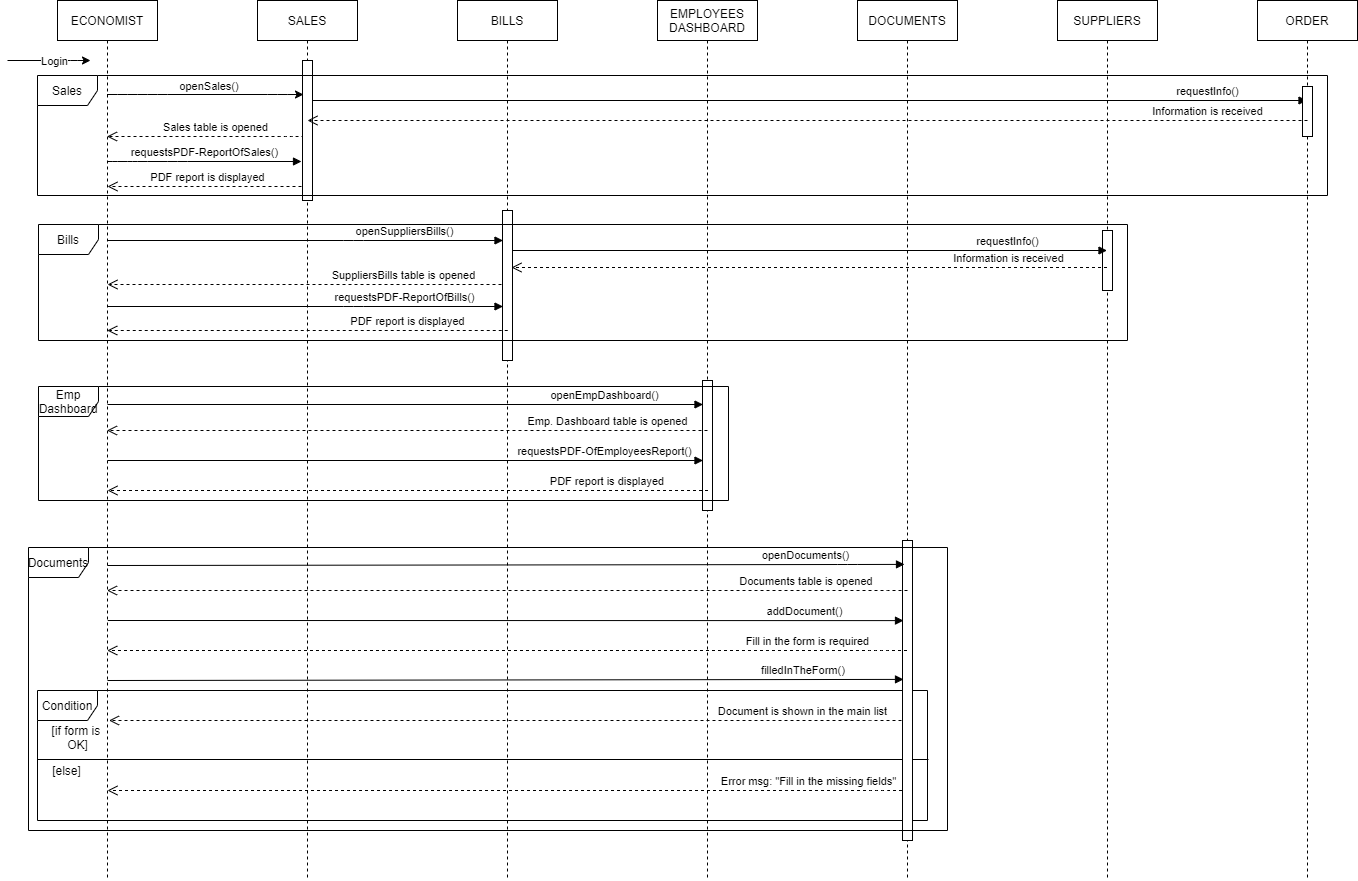 ECONOMIST
SALES
BILLS
EMPLOYEES
DASHBOARD
DOCUMENTS
SUPPLIERS
ORDER
Login
Sales
openSales()
requestInfo()
Information is received
Sales table is opened
requestsPDF-ReportOfSales()
PDF report is displayed
Bills
openSuppliersBills()
requestInfo()
Information is received
SuppliersBills table is opened
requestsPDF-ReportOfBills()
PDF report is displayed
Emp
Dashboard
openEmpDashboard()
Emp. Dashboard table is opened
requestsPDF-OfEmployeesReport()
PDF report is displayed
Documents
openDocuments()
Documents table is opened
addDocument()
Fill in the form is required
filledInTheForm()
Condition
Document is shown in the main list
[if form is
OK]
[else]
Error msg: "Fill in the missing fields"